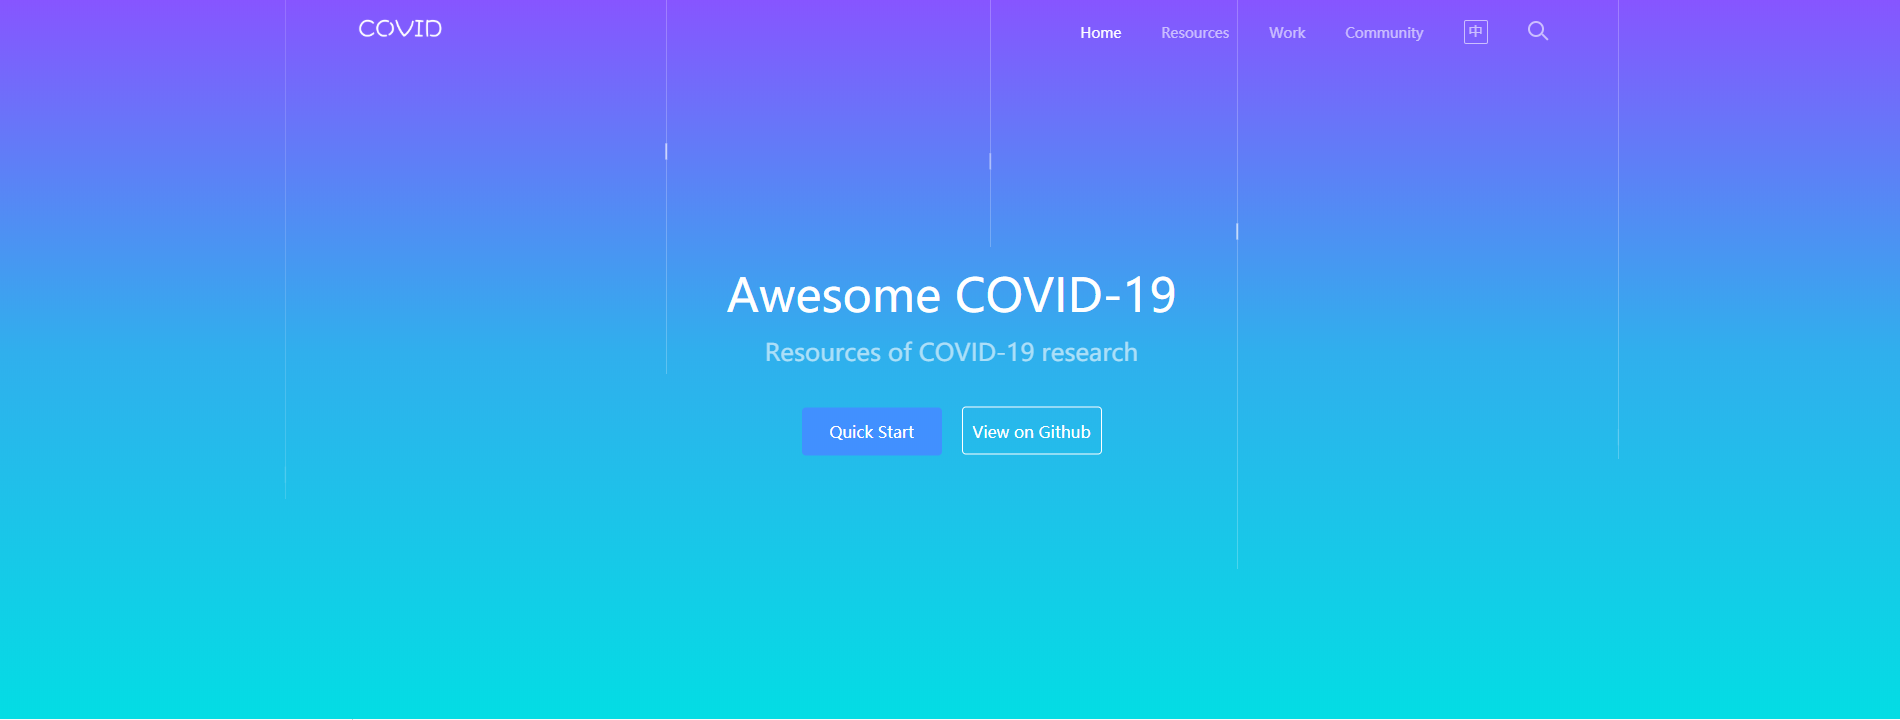 COVID
Home Resources Work Community 中
Awesome COVID-19
Resources of COVID-19 research
Quick Start View on Github